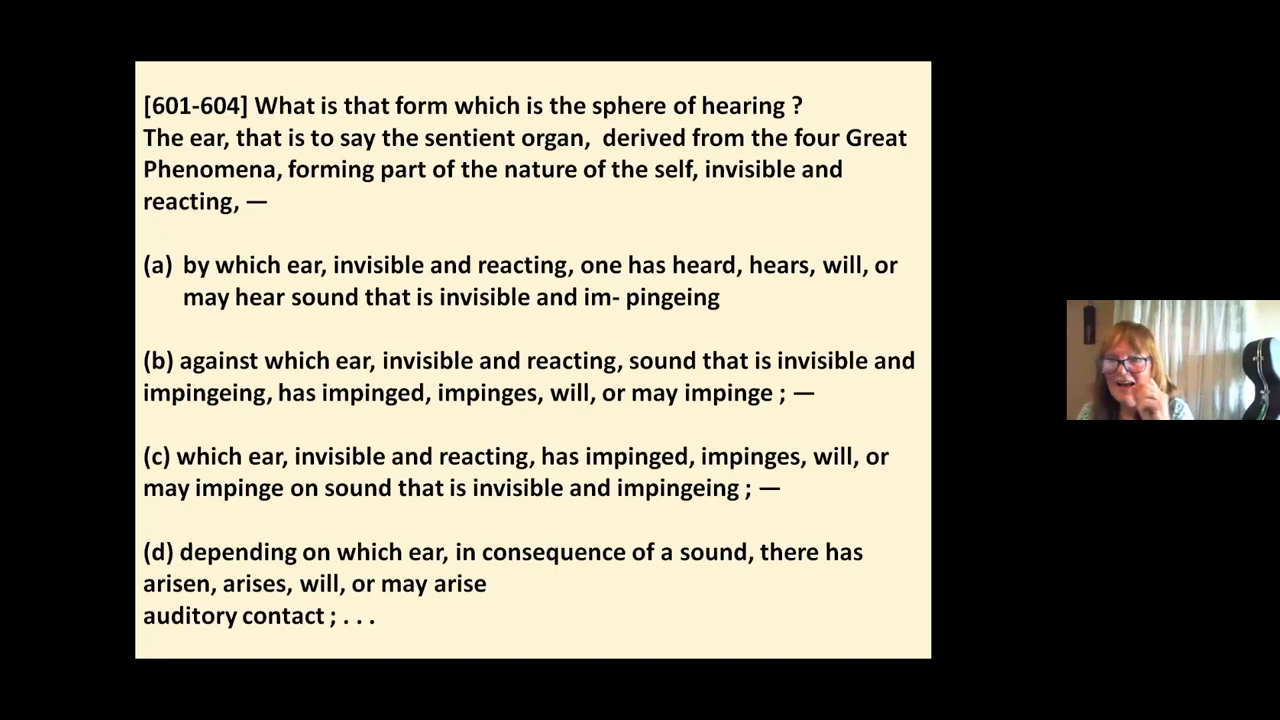 [601-604] What is that form which is the sphere of hearing ?
The ear, that is to say the sentient organ,  derived from the four Great
Phenomena, forming part of the nature of the self, invisible and
reacting, —
(a)  by which ear, invisible and reacting, one has heard, hears, will, or
may hear sound that is invisible and im- pingeing
(b) against which ear, invisible and reacting, sound that is invisible and
impingeing, has impinged, impinges, will, or may impinge ; —
(c) which ear, invisible and reacting, has impinged, impinges, will, or
may impinge on sound that is invisible and impingeing ; —
(d) depending on which ear, in consequence of a sound, there has
arisen, arises, will, or may arise
auditory contact ; . . .